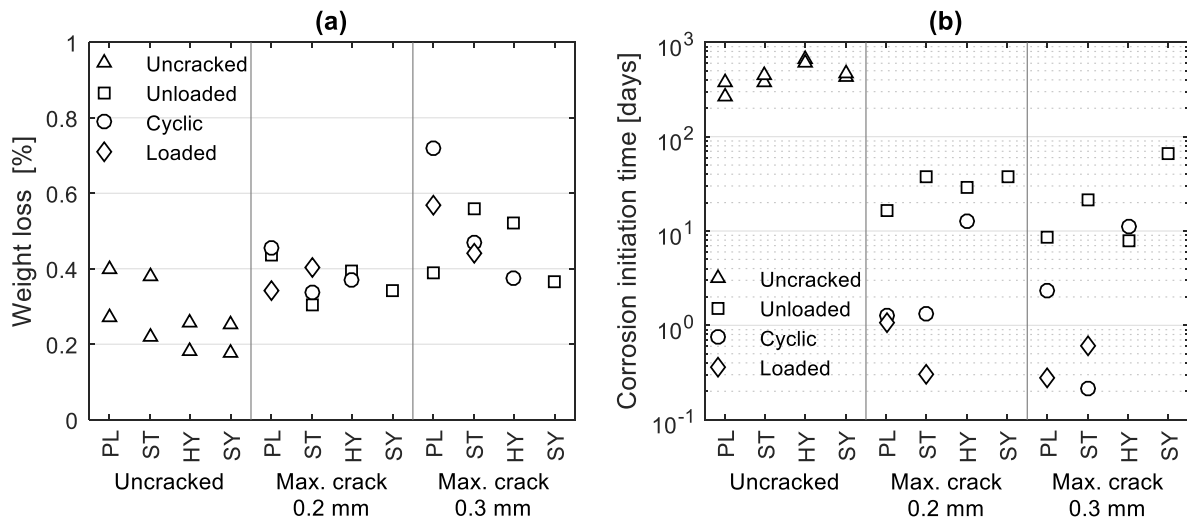 (a)
Weight loss [%]
1
0.8
0.6
0.4
0.2
0
Uncracked
Unloaded
Cyclic
Loaded
PL ST HY SY PL ST HY SY PL ST HY SY
Uncracked Max. crack Max. crack
0.2 mm 0.3 mm
(b)
Corrosion initiation time [days]
10³
10²
10¹
10⁰
10⁻¹
Uncracked
Unloaded
Cyclic
Loaded
PL ST HY SY PL ST HY SY PL ST HY SY
Uncracked Max. crack Max. crack
0.2 mm 0.3 mm